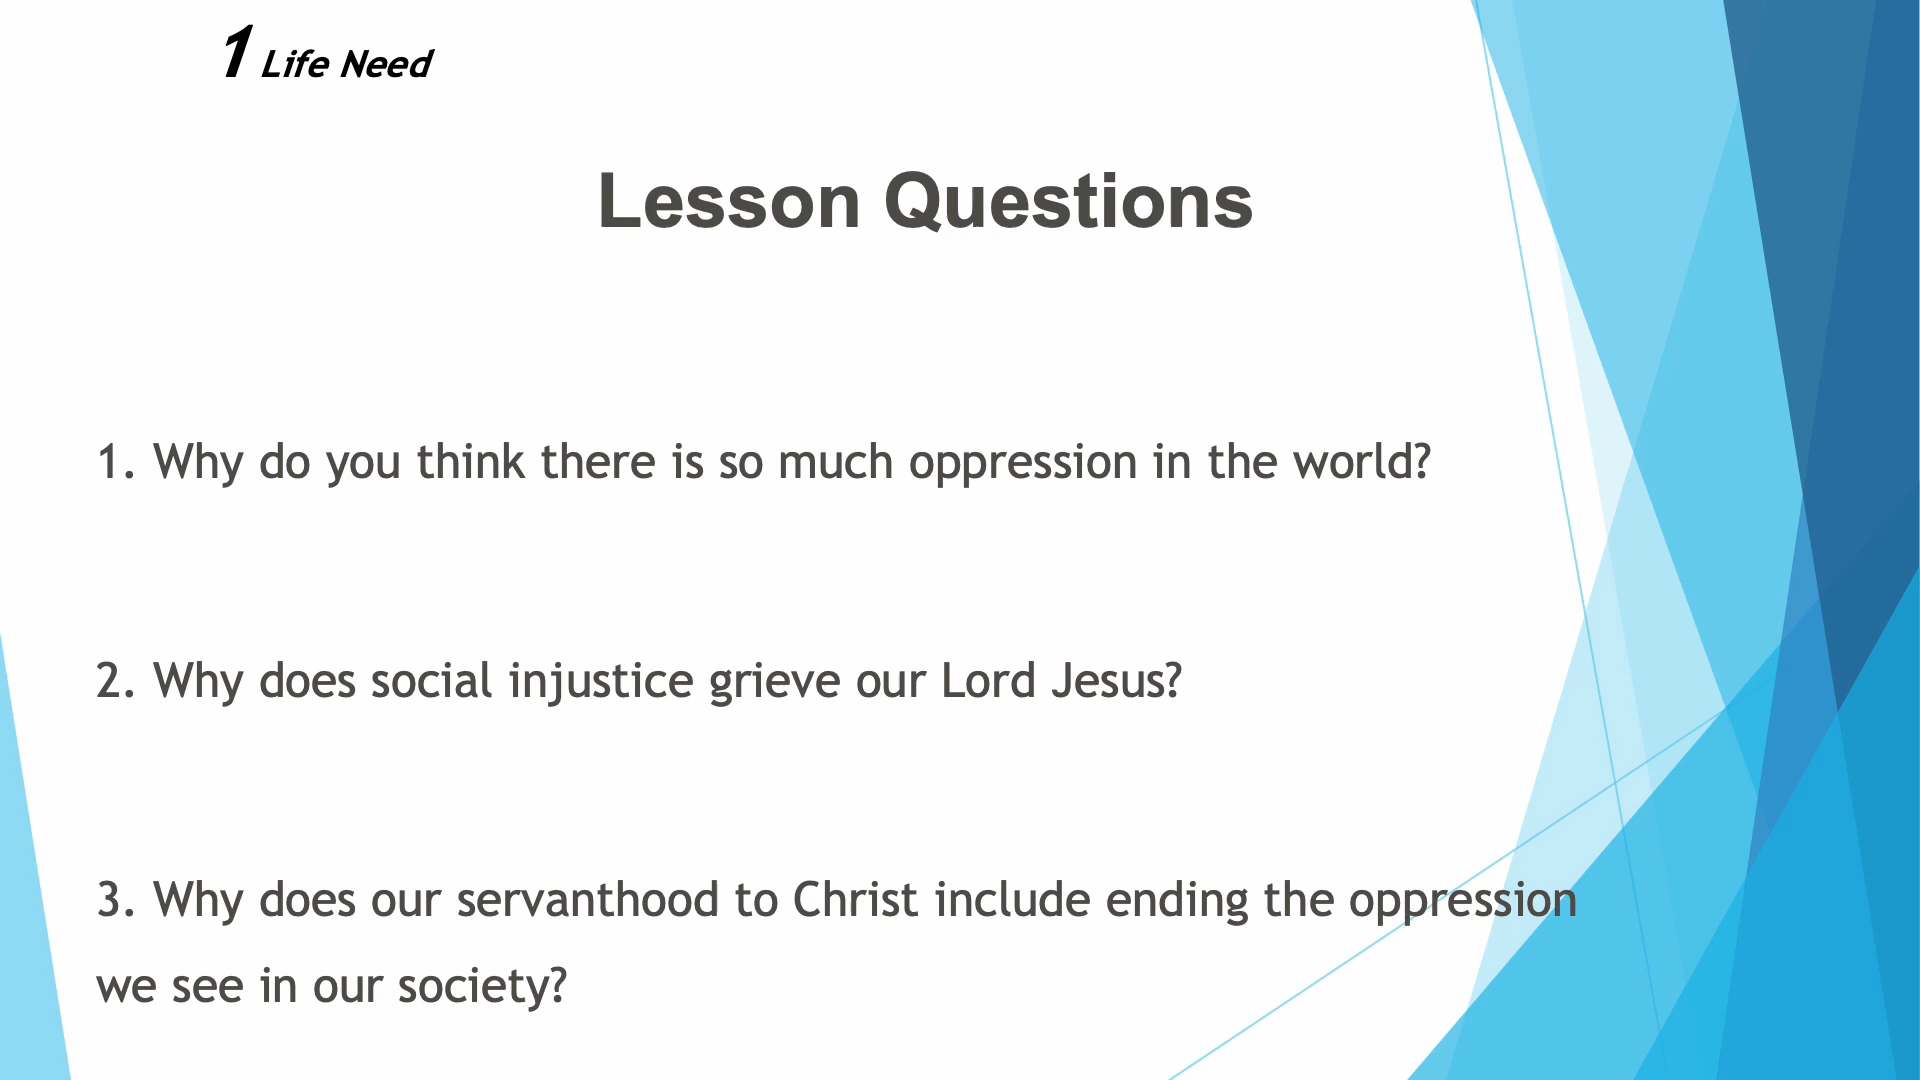 1 Life Need
Lesson Questions
1. Why do you think there is so much oppression in the world?
2. Why does social injustice grieve our Lord Jesus?
3. Why does our servanthood to Christ include ending the oppression
we see in our society?